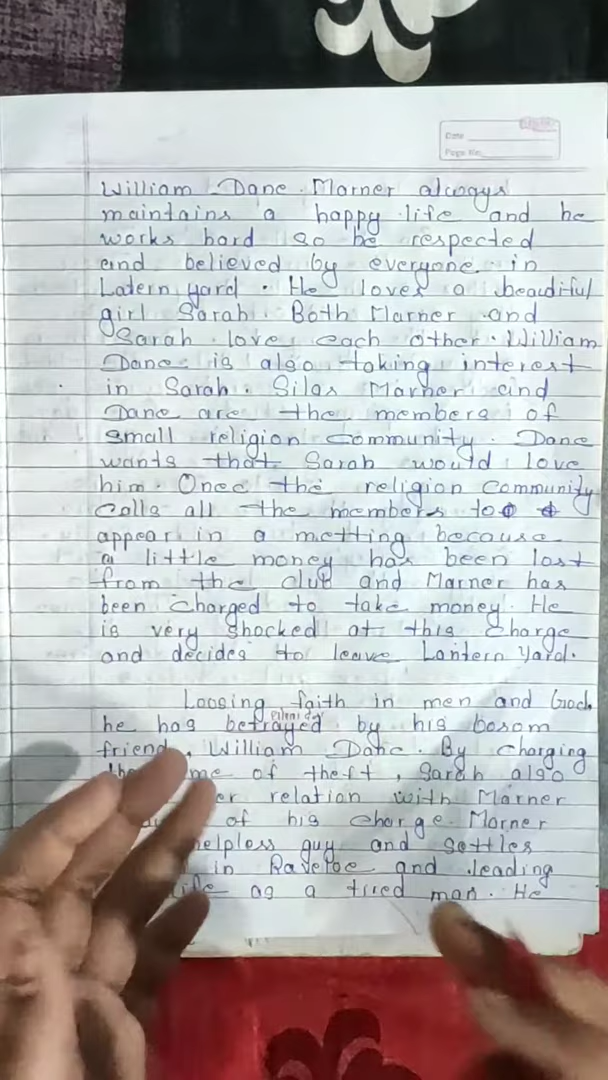 Date
Page No.
William Dane. Marner always
maintains a happy life and he
works hard so he respected
and believed by everyone in
Latern yard. He loves a beautiful
girl Sarah. Both Marner and
Sarah love each other. William
Dane is also taking interest
in Sarah. Silas Marner and
Dane are the members of
small religion community. Dane
wants that Sarah would love
him. Once the religion community
calls all the members to
appear in a metting because
a little money has been lost
from the club and Marner has
been charged to take money. He
is very shocked at this charge
and decides to leave Lantern Yard.
Loosing faith in men and God,
he has betrayed by his bosom
friend, William Dane. By charging
of theft, Sarah also
relation with Marner
of his charge. Marner
helpless guy and settles
in Raveloe and leading
life as a tired man. He